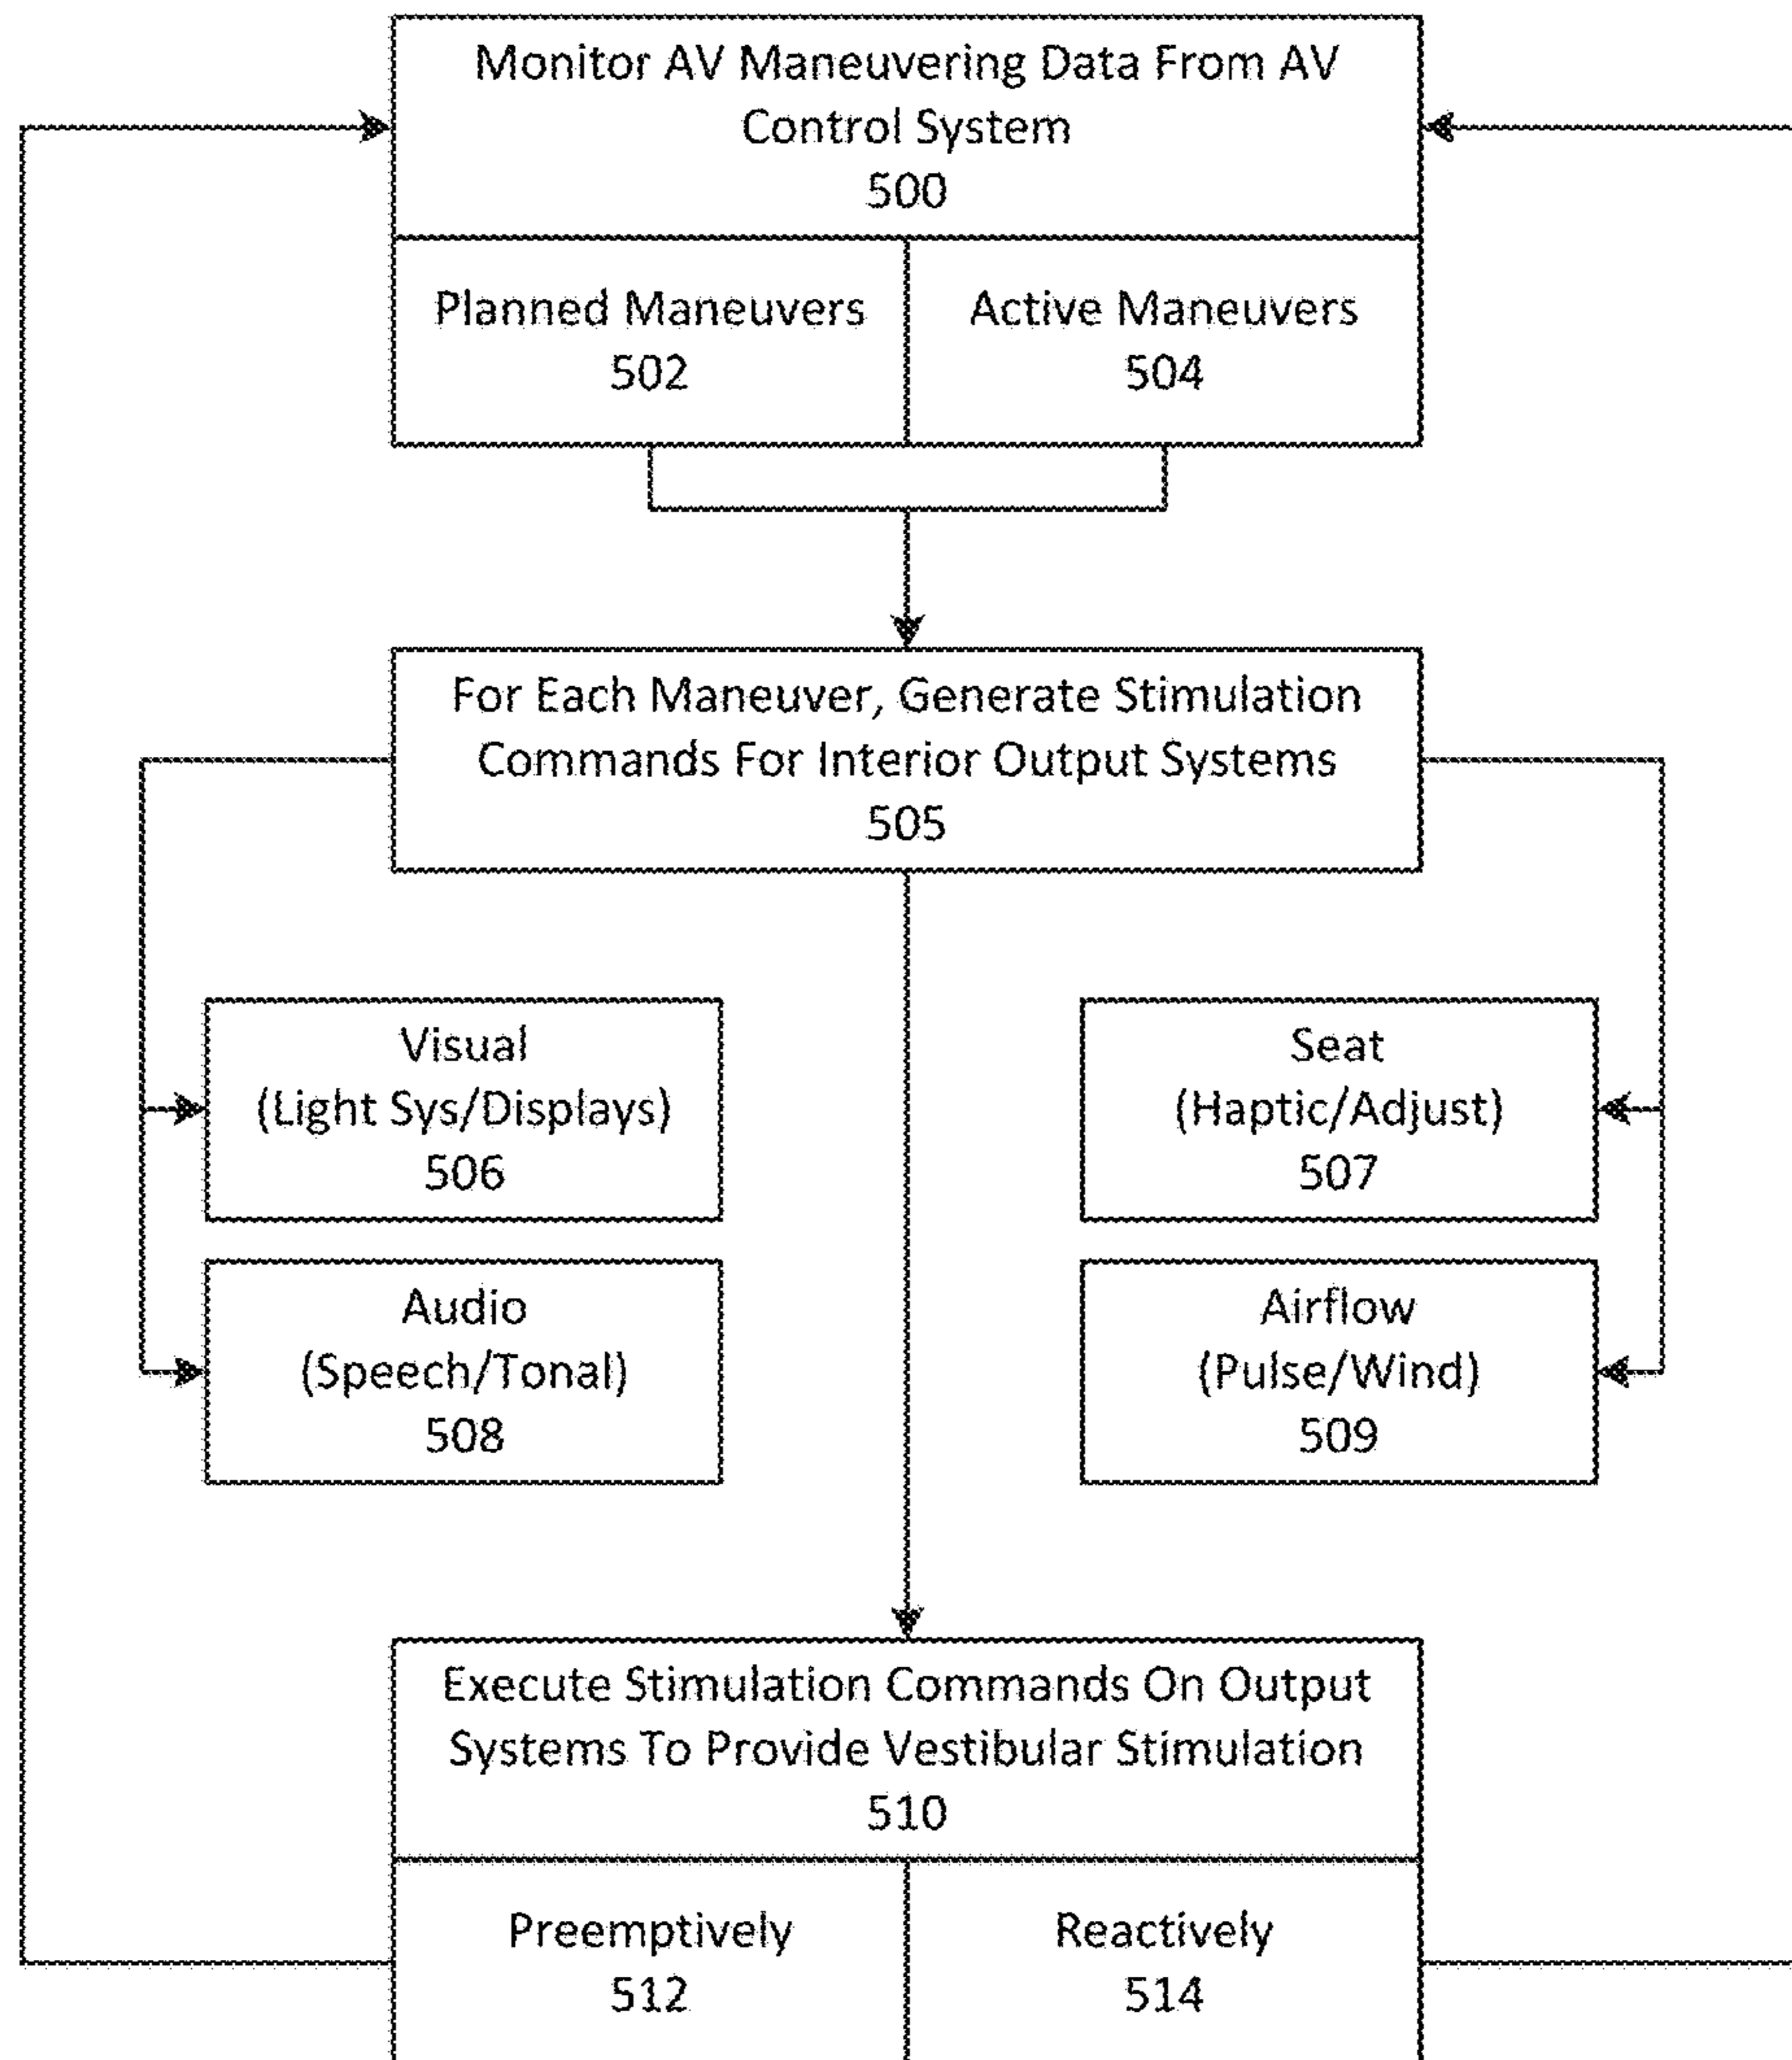 Monitor AV Maneuvering Data From AV
Control System
500
Planned Maneuvers
502
Active Maneuvers
504
For Each Maneuver, Generate Stimulation
Commands For Interior Output Systems
505
Visual
(Light Sys/Displays)
506
Seat
(Haptic/Adjust)
507
Audio
(Speech/Tonal)
508
Airflow
(Pulse/Wind)
509
Execute Stimulation Commands On Output
Systems To Provide Vestibular Stimulation
510
Preemptively
512
Reactively
514